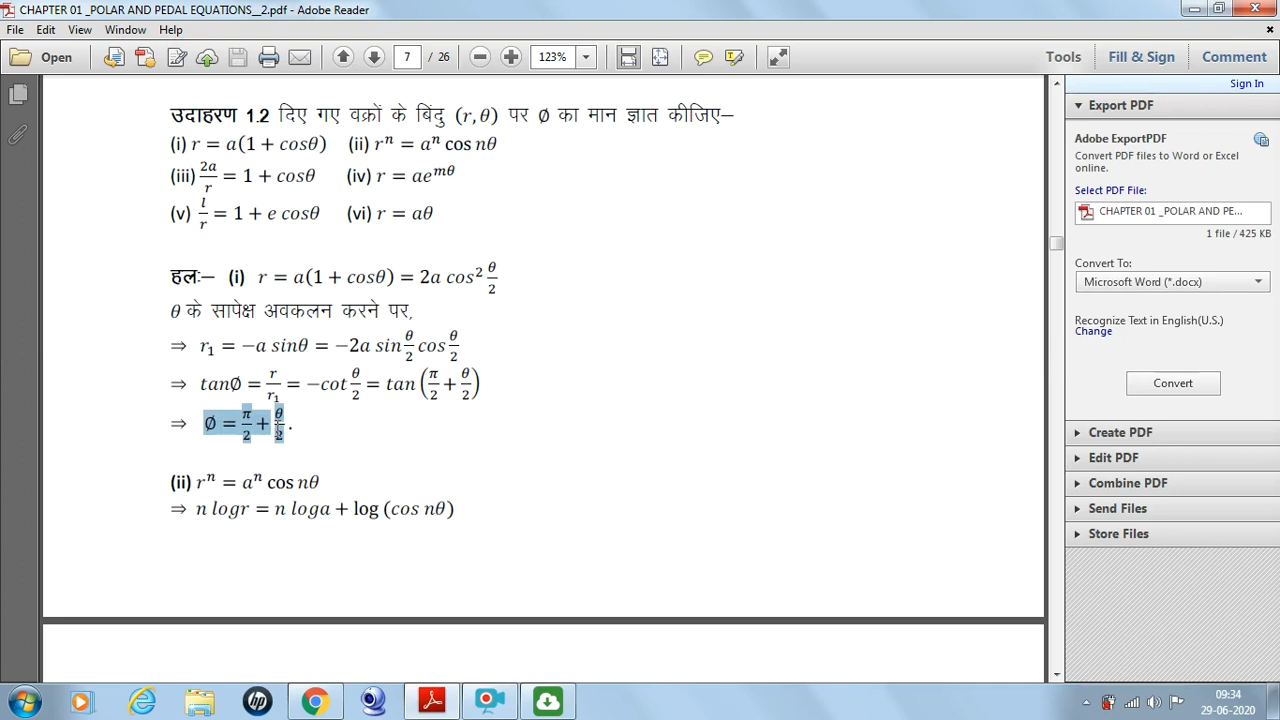 CHAPTER 01 _POLAR AND PEDAL EQUATIONS__2.pdf - Adobe Reader
File Edit View Window Help
Open 7 / 26 123% Tools Fill & Sign Comment
Sign In
उदाहरण 1.2 दिए गए वक्रों के बिंदु (r, θ) पर ∅ का मान ज्ञात कीजिए–
(i) r = a(1 + cosθ) (ii) rⁿ = aⁿ cos nθ
(iii) 2a/r = 1 + cosθ (iv) r = ae^{mθ}
(v) l/r = 1 + e cosθ (vi) r = aθ
हलः– (i) r = a(1 + cosθ) = 2a cos² θ/2
θ के सापेक्ष अवकलन करने पर,
⇒ r₁ = −a sinθ = −2a sin θ/2 cos θ/2
⇒ tan∅ = r/r₁ = −cot θ/2 = tan (π/2 + θ/2)
⇒ ∅ = π/2 + θ/2 .
(ii) rⁿ = aⁿ cos nθ
⇒ n logr = n loga + log (cos nθ)
Export PDF
Adobe ExportPDF
Convert PDF files to Word or Excel
online.
Select PDF File:
CHAPTER 01 _POLAR AND PE...
1 file / 425 KB
Convert To:
Microsoft Word (*.docx)
Recognize Text in English(U.S.)
Change
Convert
Create PDF
Edit PDF
Combine PDF
Send Files
Store Files
09:34
29-06-2020